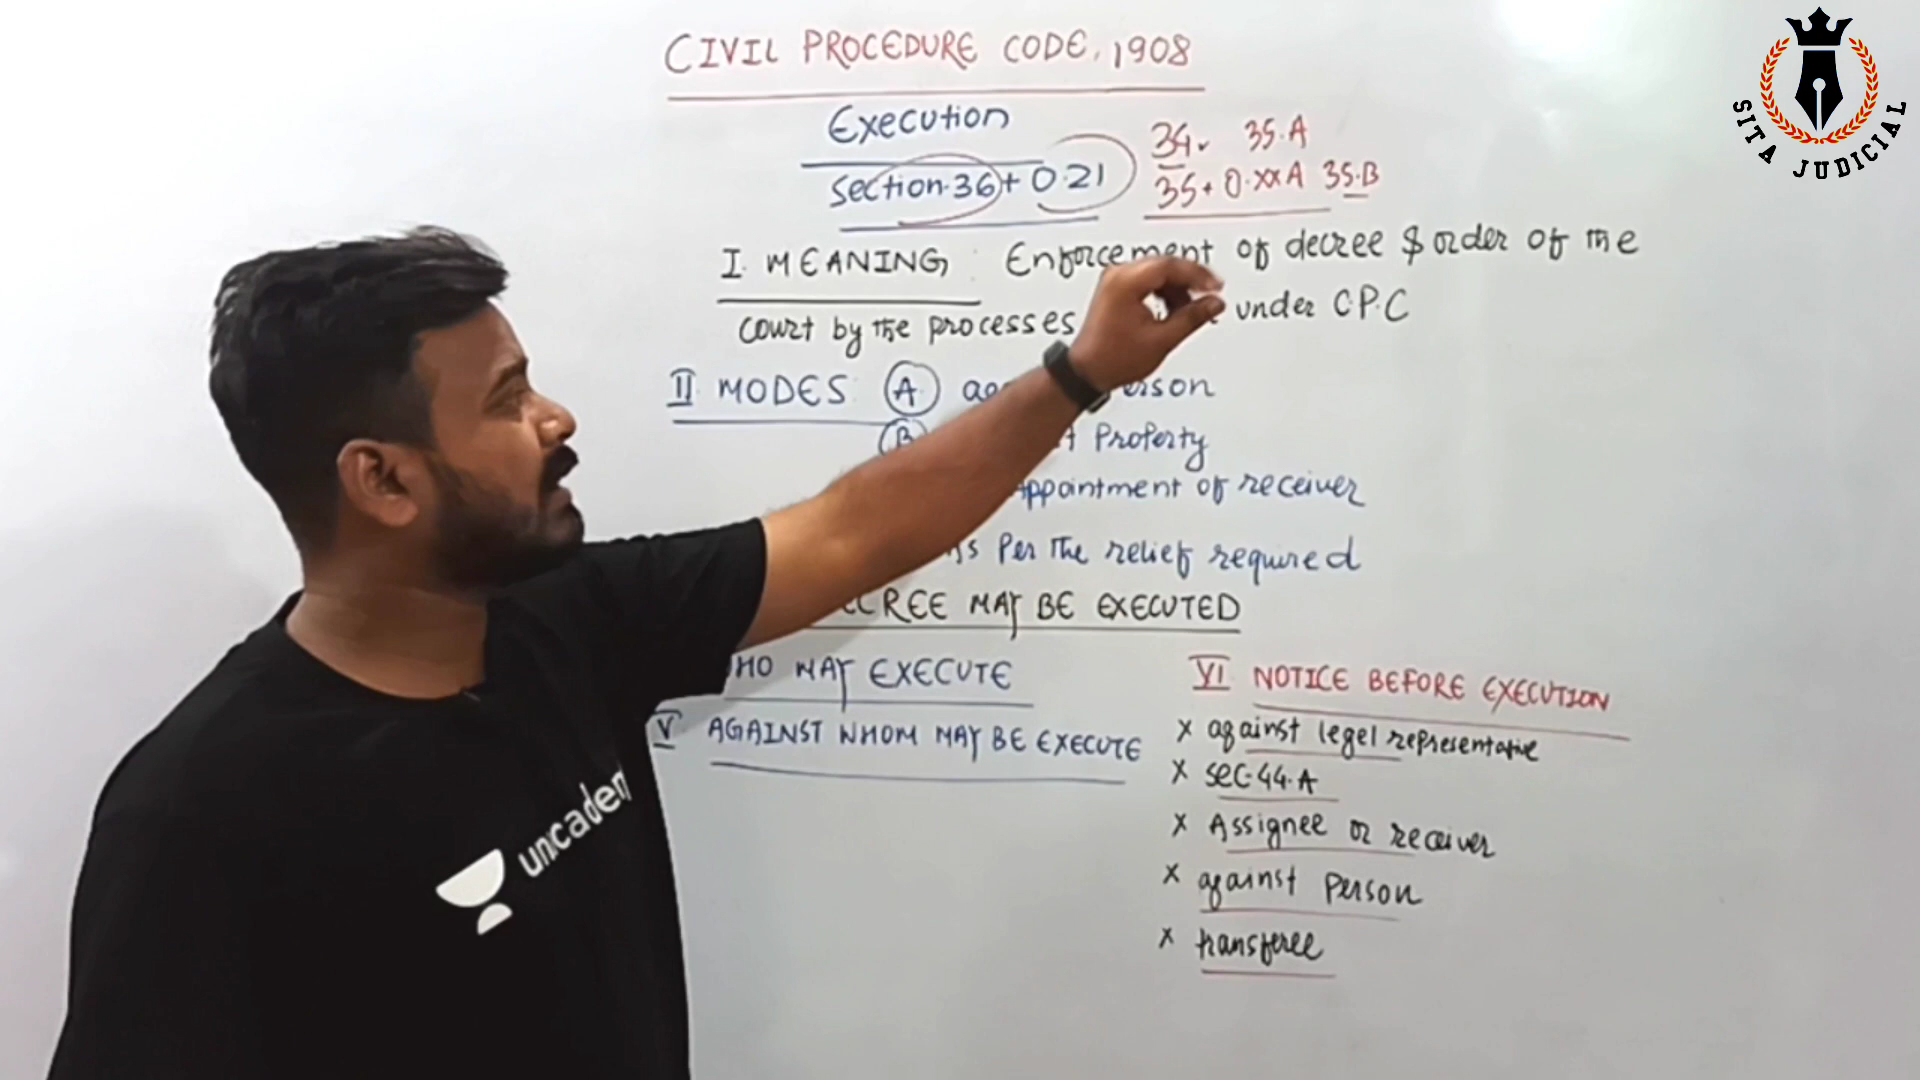 CIVIL PROCEDURE CODE, 1908
Execution
Section.36+ O.21
34. 35.A
35+ O.XXA 35.B
I MEANING : Enforcement of decree & order of the
Court by the processes under C.P.C
II MODES : A person
B Property
Appointment of receiver
As Per The relief required
DECREE MAY BE EXECUTED
WHO MAY EXECUTE
V AGAINST WHOM MAY BE EXECUTE
VI NOTICE BEFORE EXECUTION
x against legel representative
x sec.44.A
x Assignee or receiver
x against Person
x transferee
SITA JUDICIAL